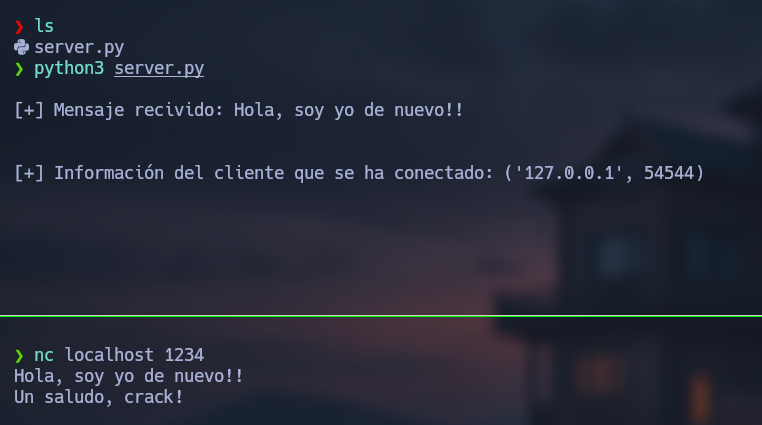 ❯ ls
server.py
❯ python3 server.py
[+] Mensaje recivido: Hola, soy yo de nuevo!!
[+] Información del cliente que se ha conectado: ('127.0.0.1', 54544)
❯ nc localhost 1234
Hola, soy yo de nuevo!!
Un saludo, crack!